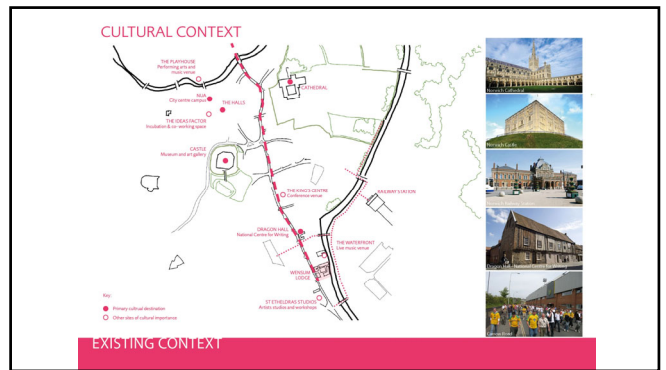 CULTURAL CONTEXT
THE PLAYHOUSE
Performing arts and
music venue
NUA
City centre campus
THE HALLS
THE IDEAS FACTOR
Incubation & co-working space
CATHEDRAL
CASTLE
Museum and art gallery
THE KING'S CENTRE
Conference venue
RAILWAY STATION
DRAGON HALL
National Centre for Writing
THE WATERFRONT
Live music venue
WENSUM
LODGE
ST ETHELDRAS STUDIOS
Artists studios and workshops
Key:
Primary cultural destination
Other sites of cultural importance
Norwich Cathedral
Norwich Castle
Carrow Road
EXISTING CONTEXT